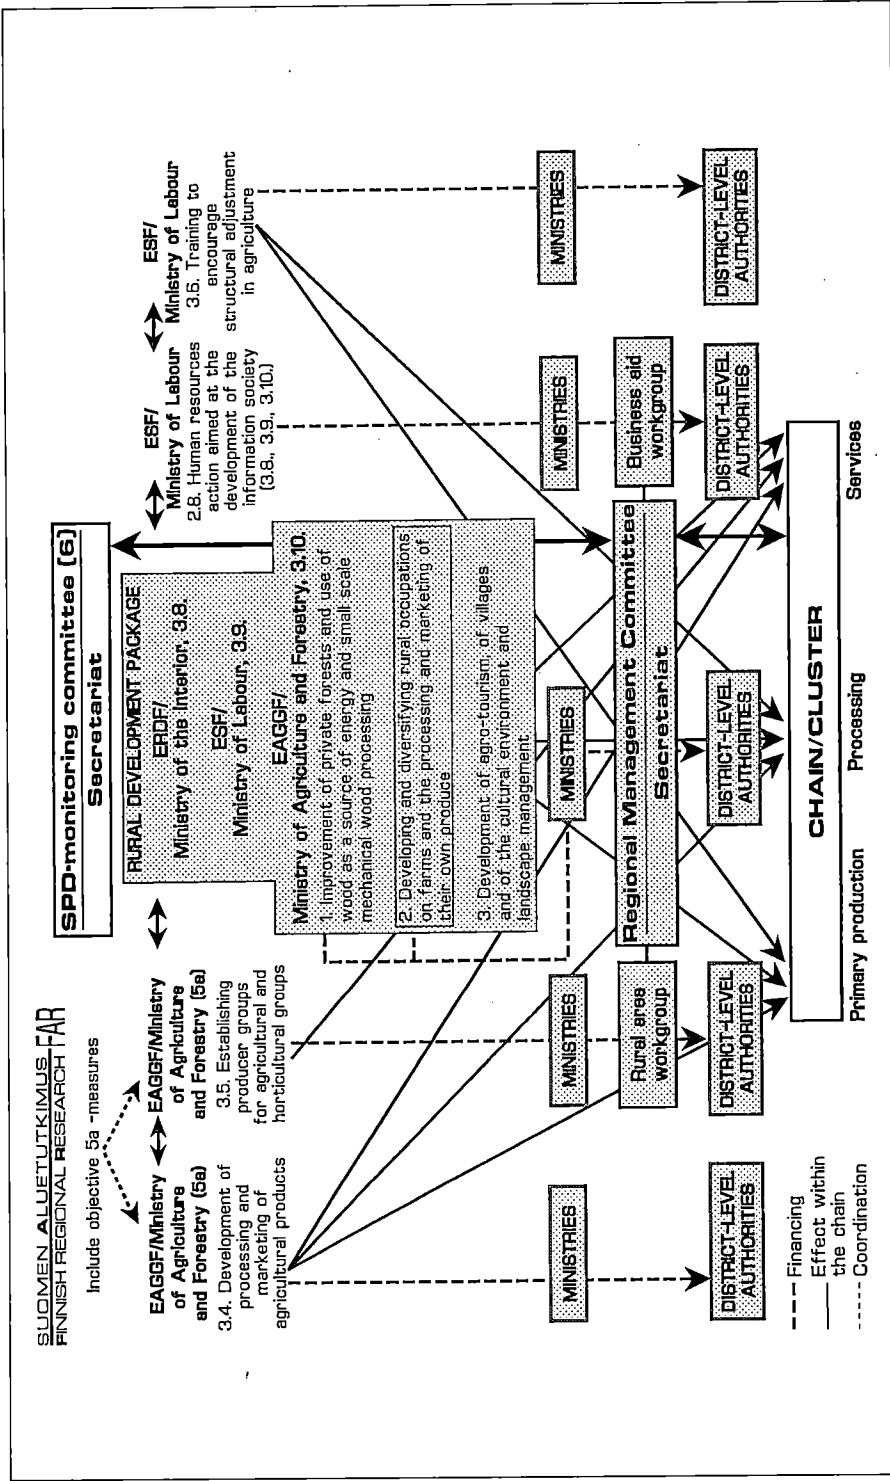 SUOMEN ALUETUTKIMUS
FINNISH REGIONAL RESEARCH FAR
Include objective 5a -measures
SPD-monitoring committee (6)
Secretariat
EAGGF/Ministry
of Agriculture
and Forestry (5a)
3.4. Development of
processing and
marketing of
agricultural products
EAGGF/Ministry
of Agriculture
and Forestry (5a)
3.5. Establishing
producer groups
for agricultural and
horticultural groups
RURAL DEVELOPMENT PACKAGE
ERDF/
Ministry of the Interior, 3.8.
ESF/
Ministry of Labour, 3.9.
EAGGF/
Ministry of Agriculture and Forestry, 3.10.
1. Improvement of private forests and use of
wood as a source of energy and small scale
mechanical wood processing
2. Developing and diversifying rural occupations
on farms and the processing and marketing of
their own produce
3. Development of agro-tourism, of villages
and of the cultural environment and
landscape management
ESF/
Ministry of Labour
2.8. Human resources
action aimed at the
development of the
information society
(3.8., 3.9., 3.10.)
ESF/
Ministry of Labour
3.6. Training to
encourage
structural adjustment
in agriculture
MINISTRIES
MINISTRIES
MINISTRIES
MINISTRIES
MINISTRIES
Rural area
workgroup
Regional Management Committee
Secretariat
Business aid
workgroup
DISTRICT-LEVEL
AUTHORITIES
DISTRICT-LEVEL
AUTHORITIES
DISTRICT-LEVEL
AUTHORITES
DISTRICT-LEVEL
AUTHORITIES
DISTRICT-LEVEL
AUTHORITIES
CHAIN/CLUSTER
Primary production
Processing
Services
Financing
Effect within
the chain
Coordination